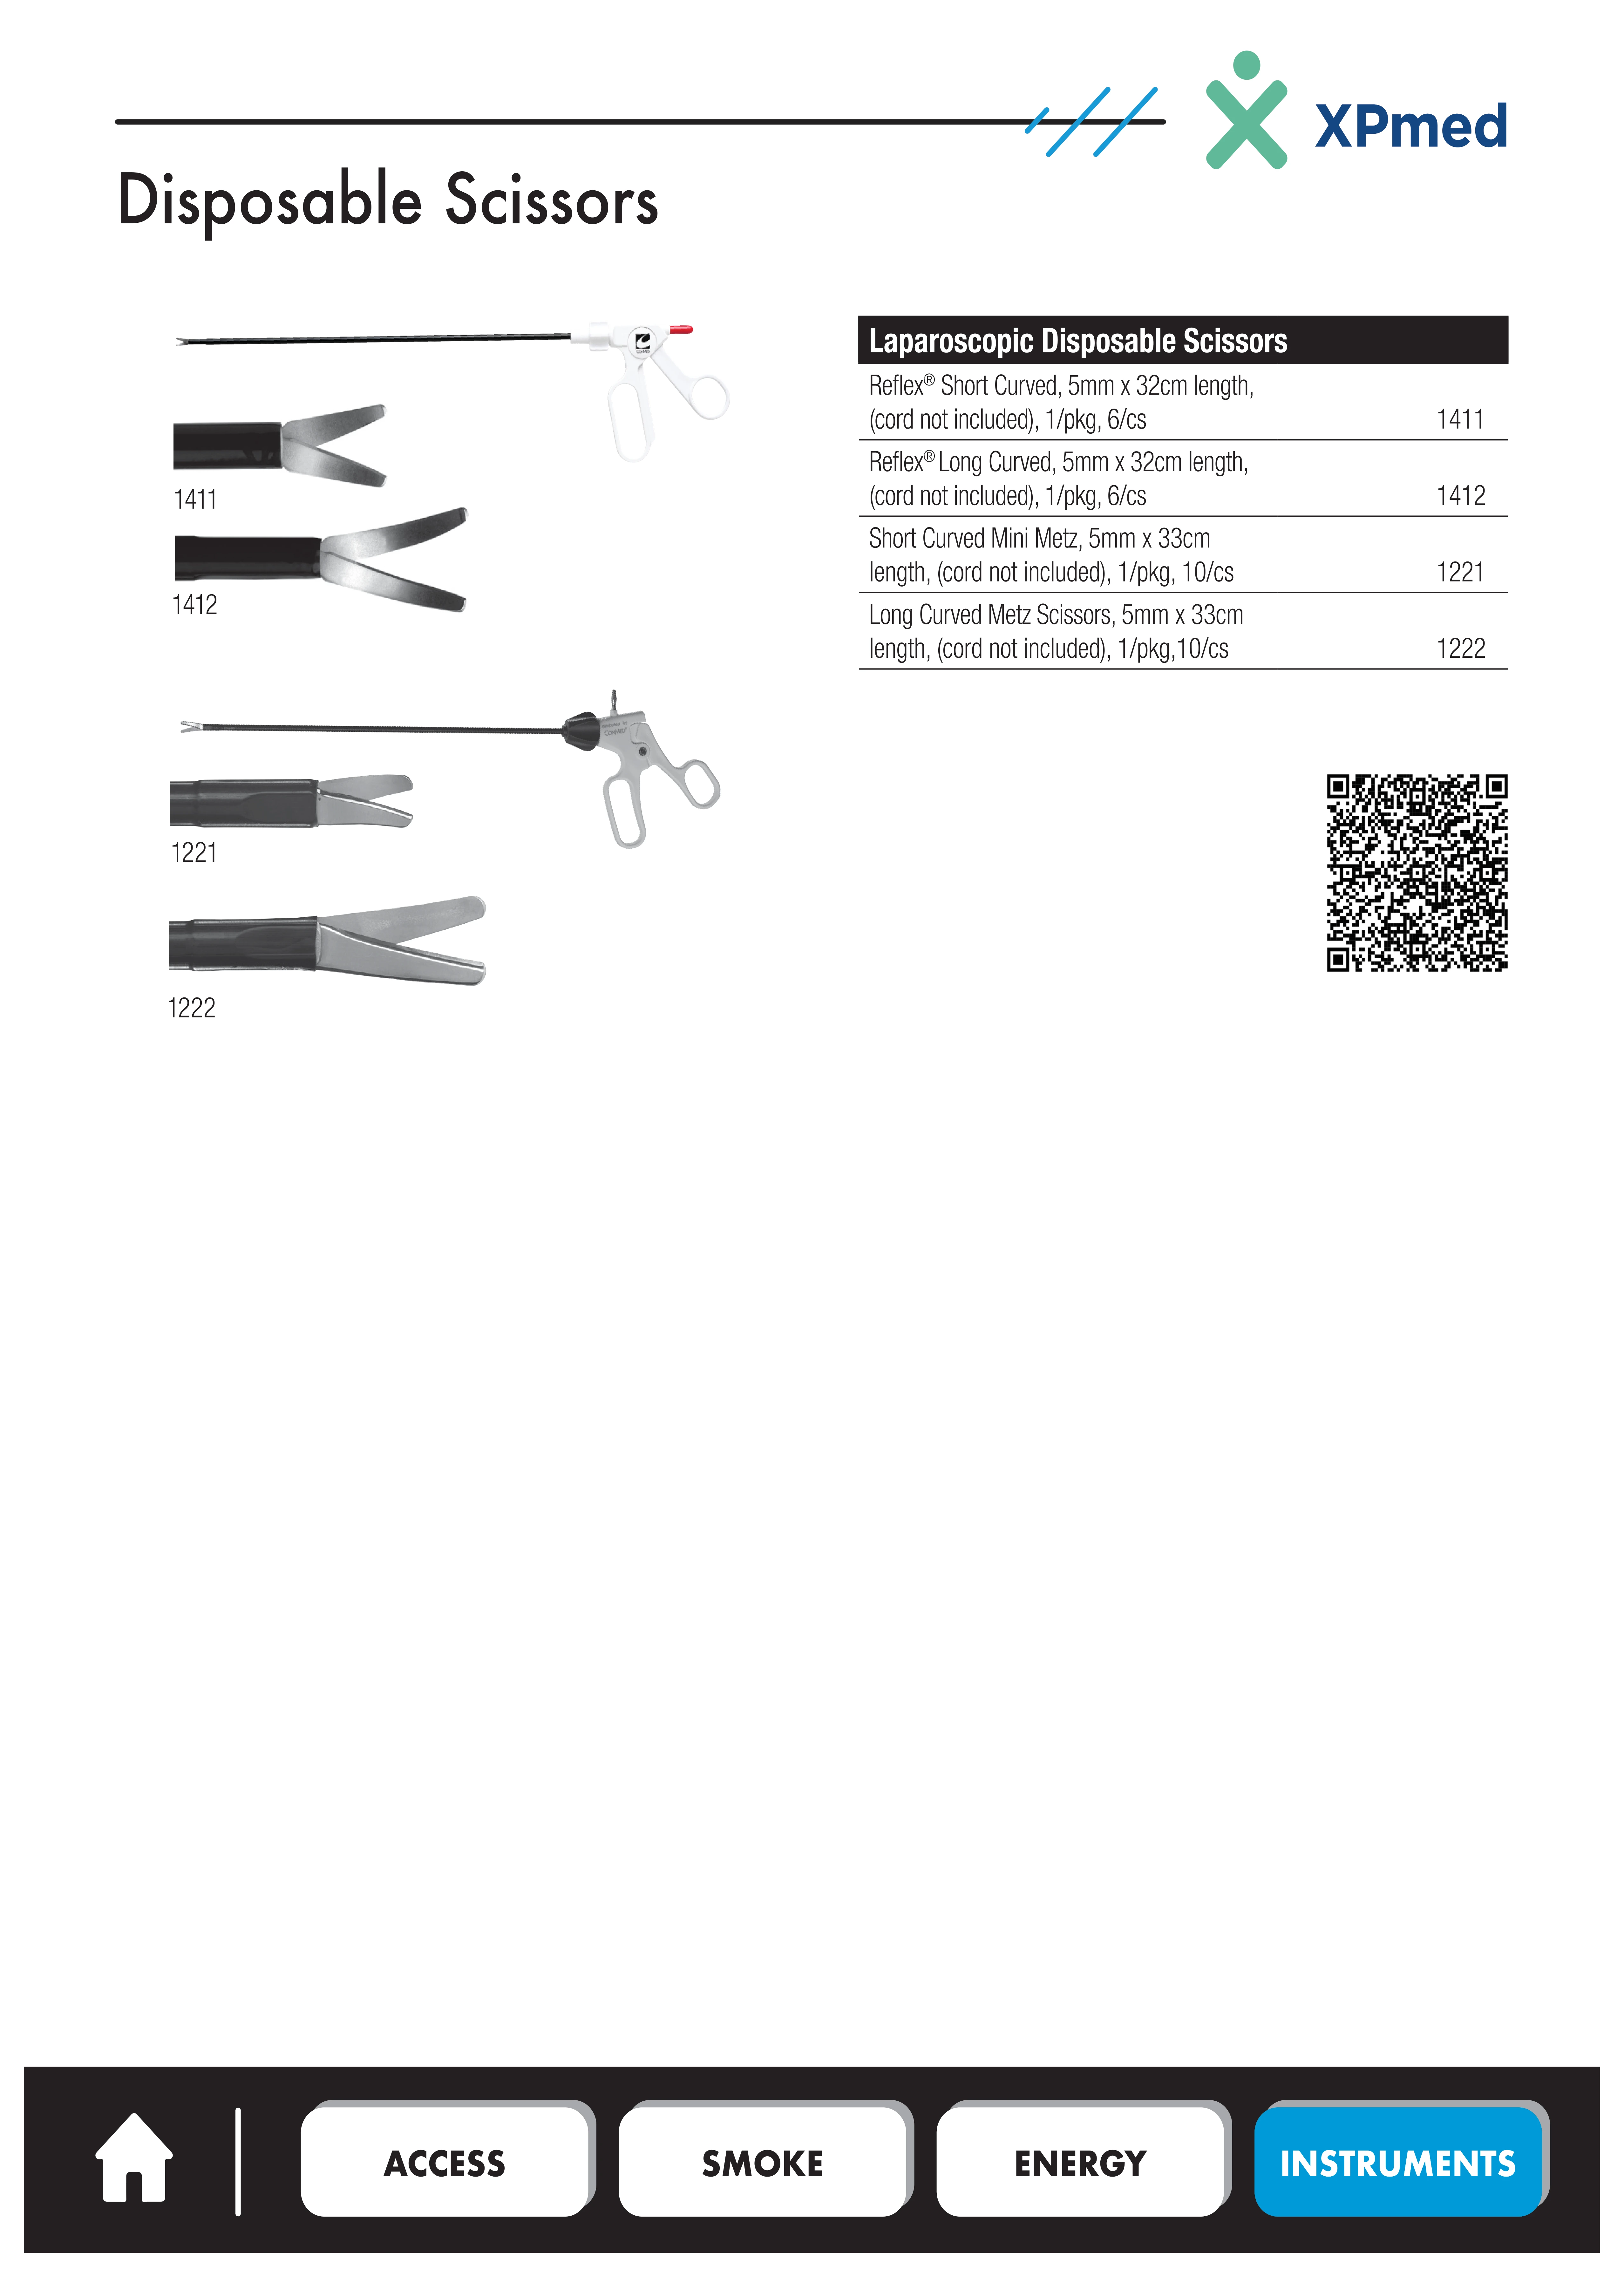 XPmed
Disposable Scissors
1411
1412
1221
1222
Laparoscopic Disposable Scissors
Reflex® Short Curved, 5mm x 32cm length,
(cord not included), 1/pkg, 6/cs 1411
Reflex® Long Curved, 5mm x 32cm length,
(cord not included), 1/pkg, 6/cs 1412
Short Curved Mini Metz, 5mm x 33cm
length, (cord not included), 1/pkg, 10/cs 1221
Long Curved Metz Scissors, 5mm x 33cm
length, (cord not included), 1/pkg,10/cs 1222
ACCESS
SMOKE
ENERGY
INSTRUMENTS